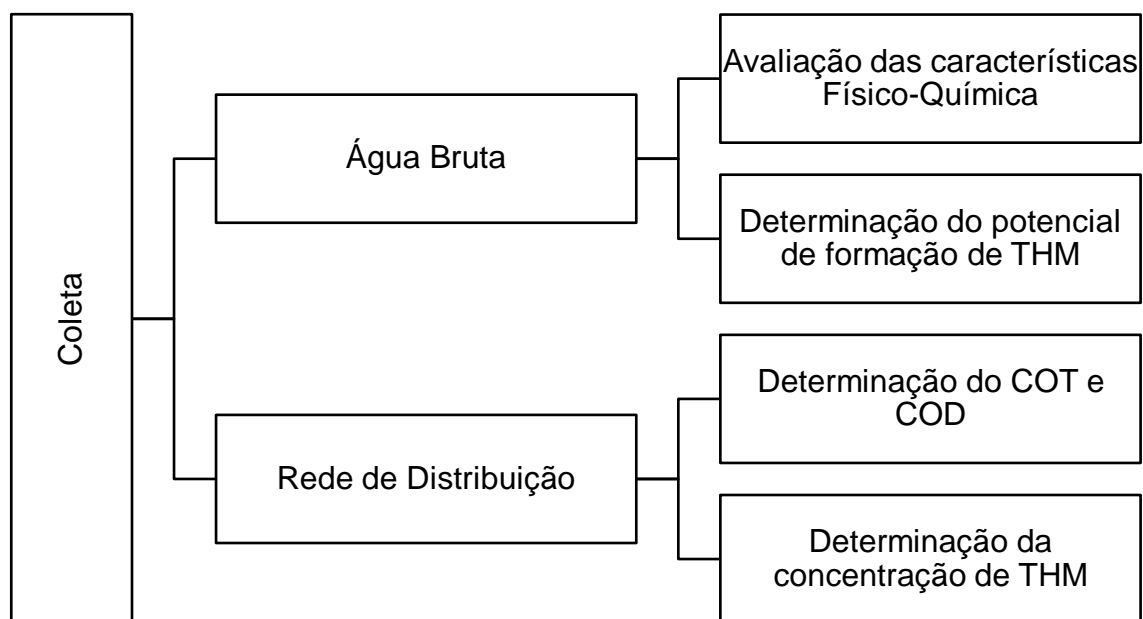 Coleta
Água Bruta
Avaliação das características
Físico-Química
Determinação do potencial
de formação de THM
Rede de Distribuição
Determinação do COT e
COD
Determinação da
concentração de THM